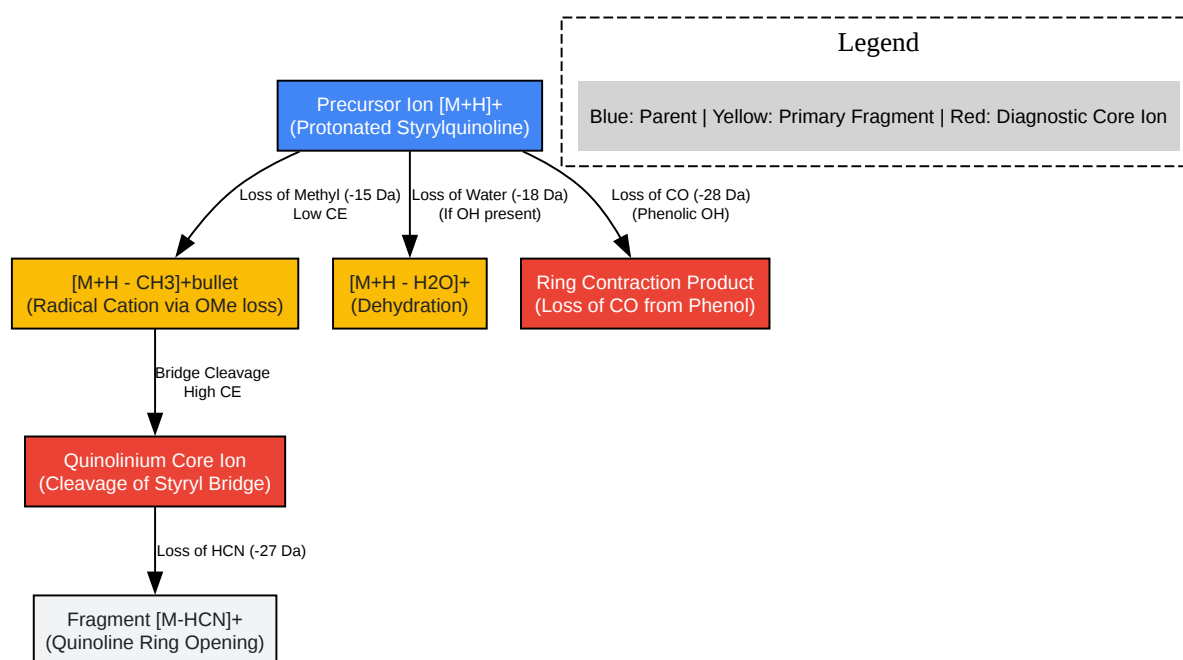 Legend
Blue: Parent | Yellow: Primary Fragment | Red: Diagnostic Core Ion
Precursor Ion [M+H]+
(Protonated Styrylquinoline)
Loss of Methyl (-15 Da)
Low CE
Loss of Water (-18 Da)
(If OH present)
Loss of CO (-28 Da)
(Phenolic OH)
[M+H - CH3]+bullet
(Radical Cation via OMe loss)
[M+H - H2O]+
(Dehydration)
Ring Contraction Product
(Loss of CO from Phenol)
Bridge Cleavage
High CE
Quinolinium Core Ion
(Cleavage of Styryl Bridge)
Loss of HCN (-27 Da)
Fragment [M-HCN]+
(Quinoline Ring Opening)